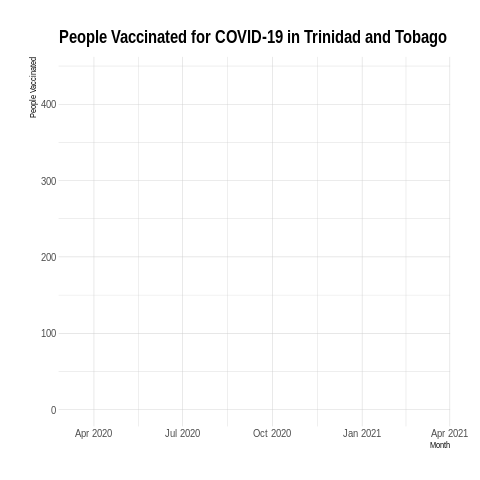 People Vaccinated for COVID-19 in Trinidad and Tobago
People Vaccinated
400
300
200
100
0
Apr 2020 Jul 2020 Oct 2020 Jan 2021 Apr 2021
Month